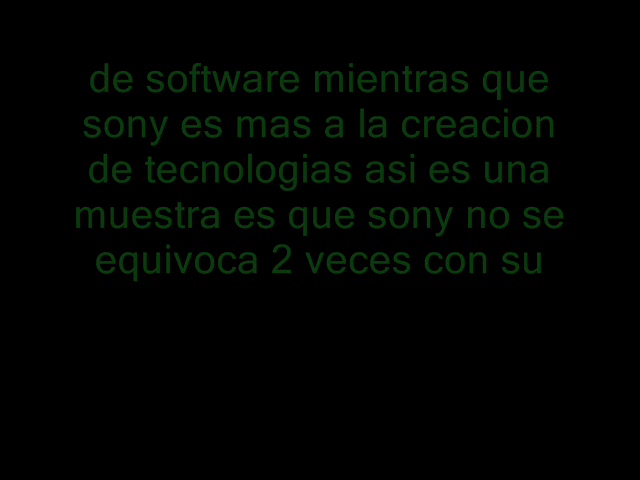 de software mientras que
sony es mas a la creacion
de tecnologias asi es una
muestra es que sony no se
equivoca 2 veces con su